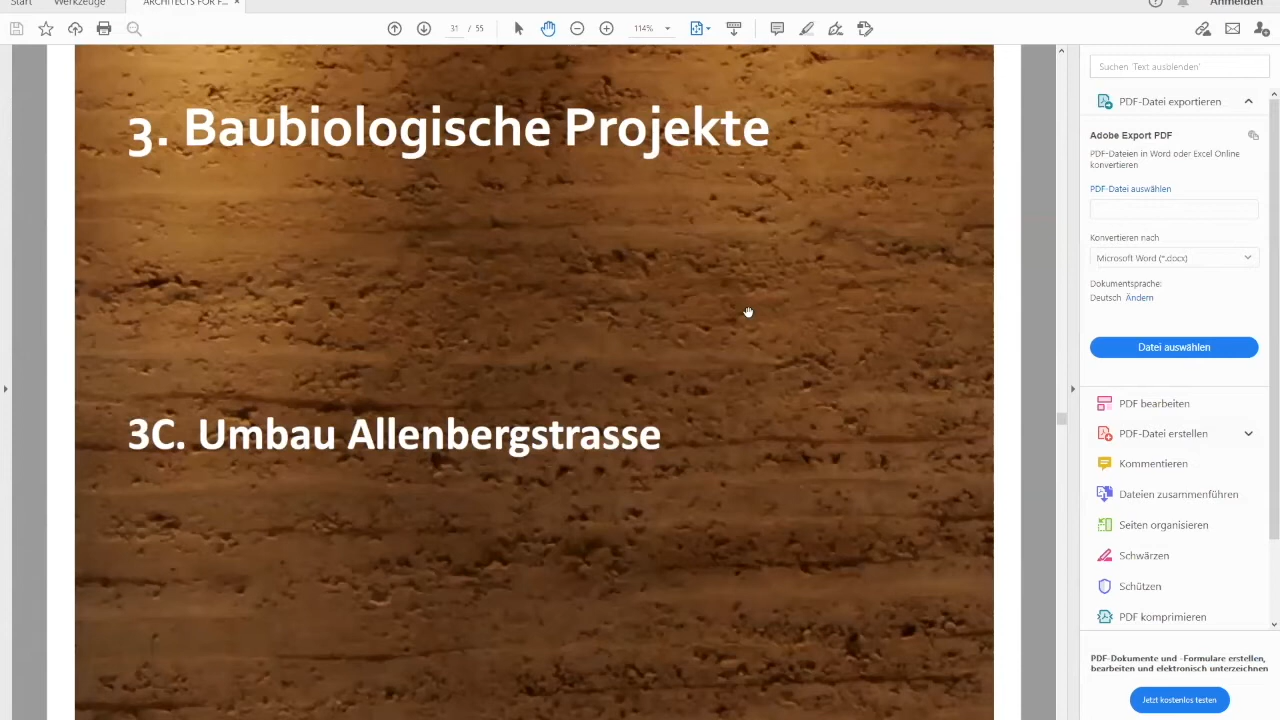 Start
Werkzeuge
ARCHITECTS FOR F...
×
Anmelden
31 / 55
114%
3. Baubiologische Projekte
3C. Umbau Allenbergstrasse
Suchen 'Text ausblenden'
PDF-Datei exportieren
Adobe Export PDF
PDF-Dateien in Word oder Excel Online
konvertieren
PDF-Datei auswählen
Konvertieren nach
Microsoft Word (*.docx)
Dokumentsprache:
Deutsch Ändern
Datei auswählen
PDF bearbeiten
PDF-Datei erstellen
Kommentieren
Dateien zusammenführen
Seiten organisieren
Schwärzen
Schützen
PDF komprimieren
PDF-Dokumente und -Formulare erstellen,
bearbeiten und elektronisch unterzeichnen
Jetzt kostenlos testen